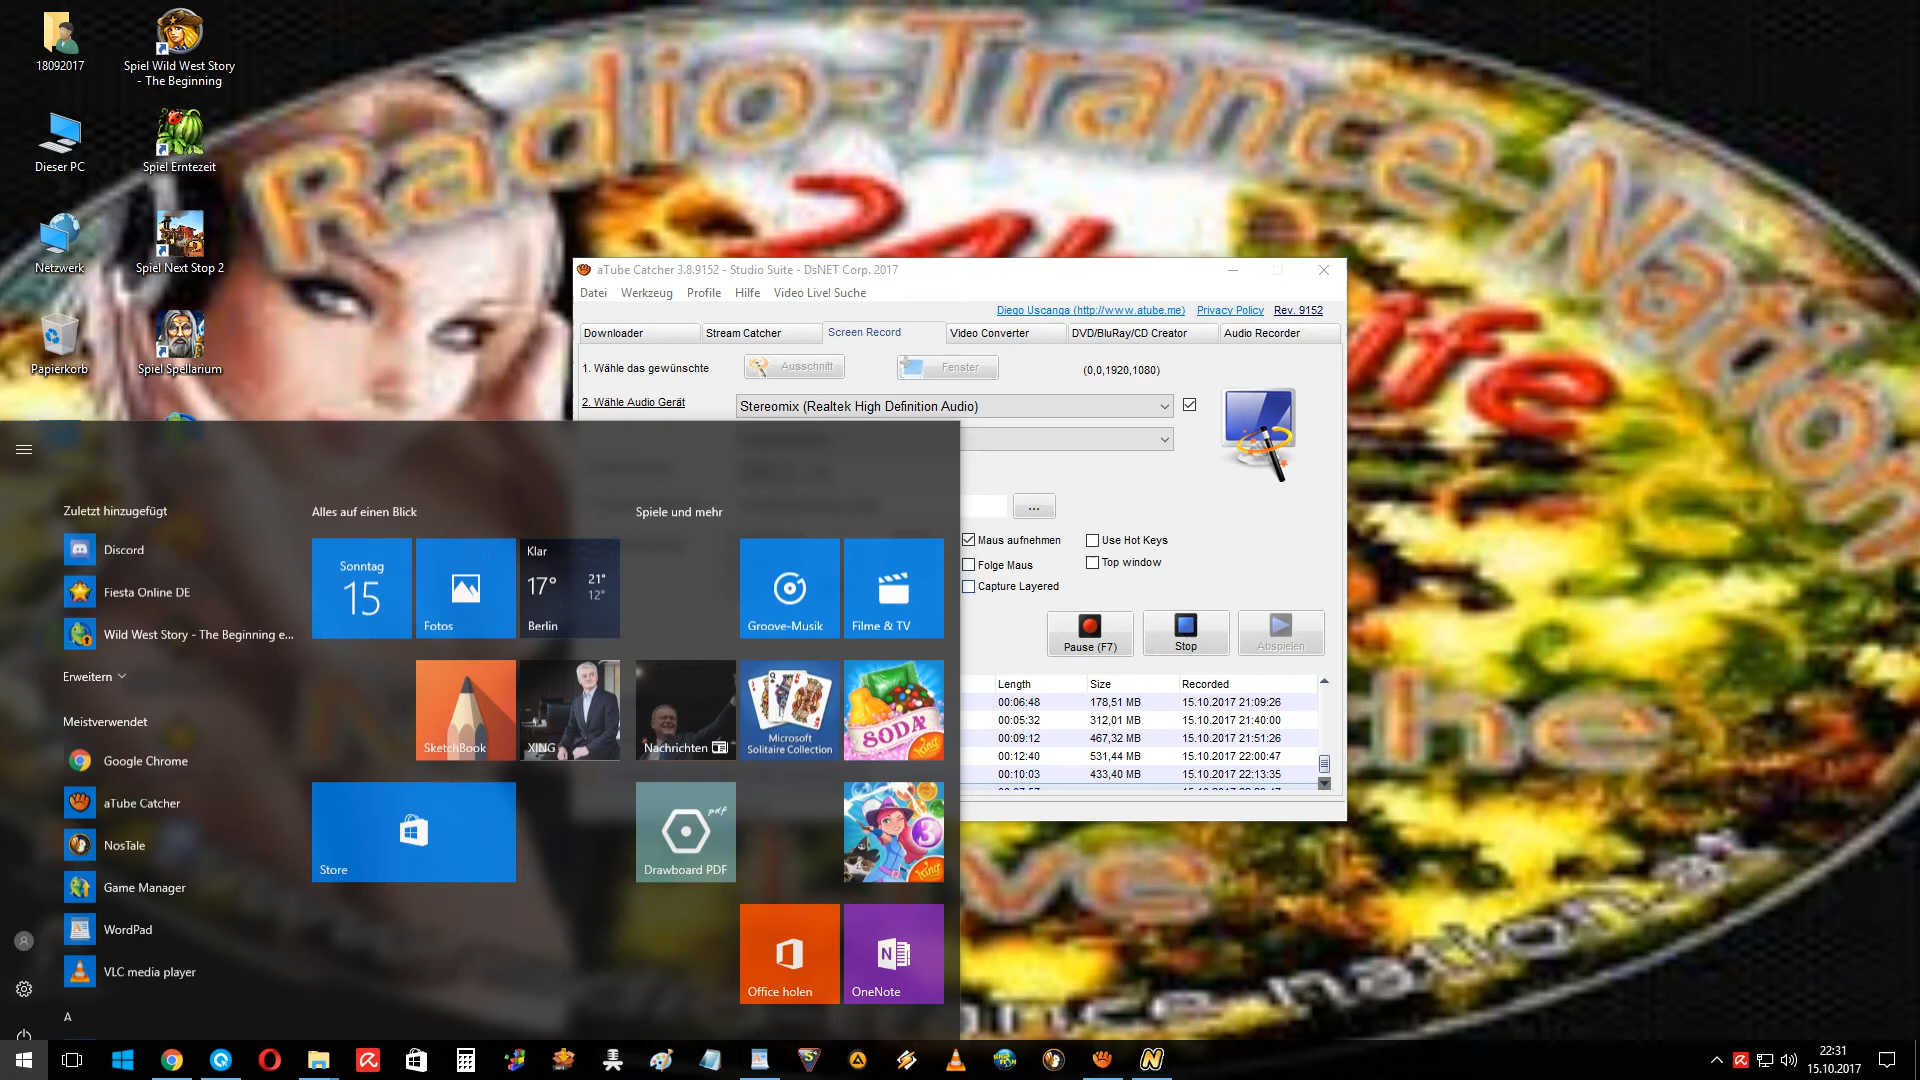 18092017
Spiel Wild West Story
- The Beginning
Dieser PC
Spiel Erntezeit
Netzwerk
Spiel Next Stop 2
Papierkorb
Spiel Spellarium
Radio-Trance-Nation
24h
aTube Catcher 3.8.9152 - Studio Suite - DsNET Corp. 2017
Datei Werkzeug Profile Hilfe Video Live! Suche
Diego Uscanga (http://www.atube.me) Privacy Policy Rev. 9152
Downloader Stream Catcher Screen Record Video Converter DVD/BluRay/CD Creator Audio Recorder
1. Wähle das gewünschte Ausschnitt Fenster (0,0,1920,1080)
2. Wähle Audio Gerät Stereomix (Realtek High Definition Audio)
...
Maus aufnehmen Use Hot Keys
Folge Maus Top window
Capture Layered
Pause (F7) Stop Abspielen
Length Size Recorded
00:06:48 178,51 MB 15.10.2017 21:09:26
00:05:32 312,01 MB 15.10.2017 21:40:00
00:09:12 467,32 MB 15.10.2017 21:51:26
00:12:40 531,44 MB 15.10.2017 22:00:47
00:10:03 433,40 MB 15.10.2017 22:13:35
Zuletzt hinzugefügt
Discord
Fiesta Online DE
Wild West Story - The Beginning e...
Erweitern
Meistverwendet
Google Chrome
aTube Catcher
NosTale
Game Manager
WordPad
VLC media player
A
Alles auf einen Blick
Sonntag
15
Fotos
Klar
17° 21°
12°
Berlin
SketchBook
XING
Store
Spiele und mehr
Groove-Musik
Filme & TV
Nachrichten
Microsoft
Solitaire Collection
SODA
king
pdf
Drawboard PDF
3
king
Office holen
OneNote
22:31
15.10.2017